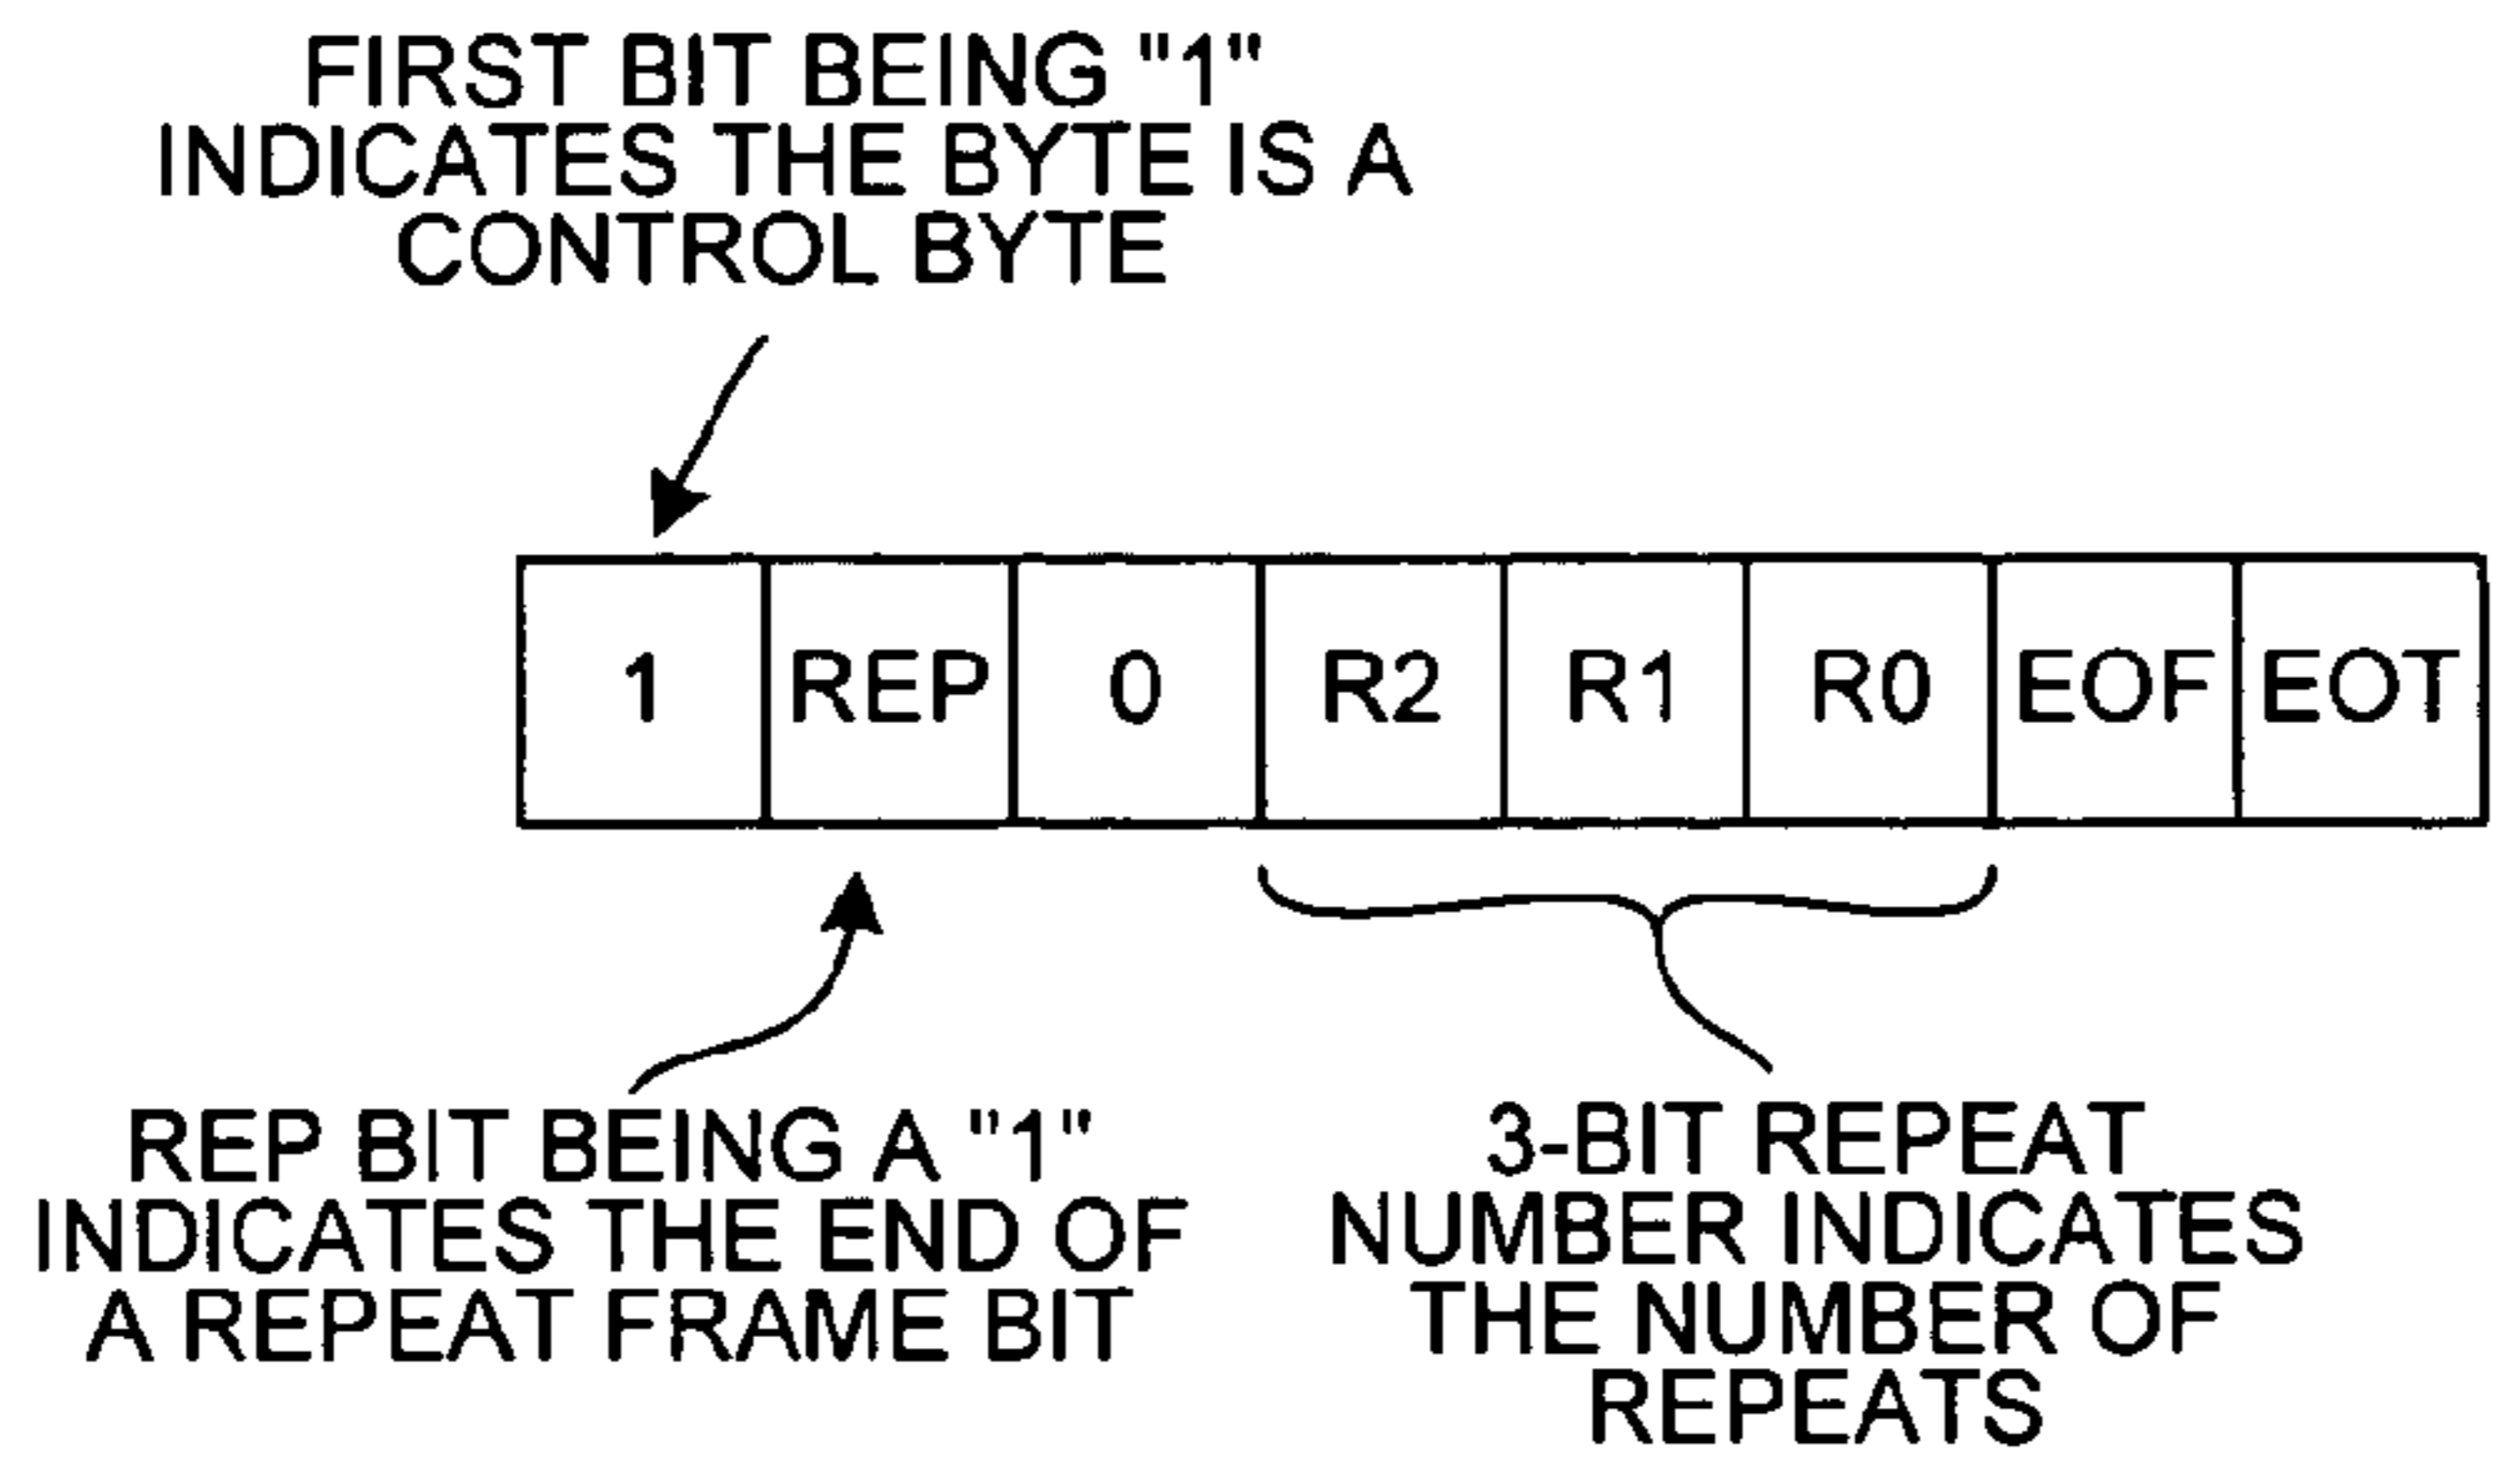 FIRST BIT BEING "1"
INDICATES THE BYTE IS A
CONTROL BYTE
1 REP 0 R2 R1 R0 EOF EOT
REP BIT BEING A "1"
INDICATES THE END OF
A REPEAT FRAME BIT
3-BIT REPEAT
NUMBER INDICATES
THE NUMBER OF
REPEATS